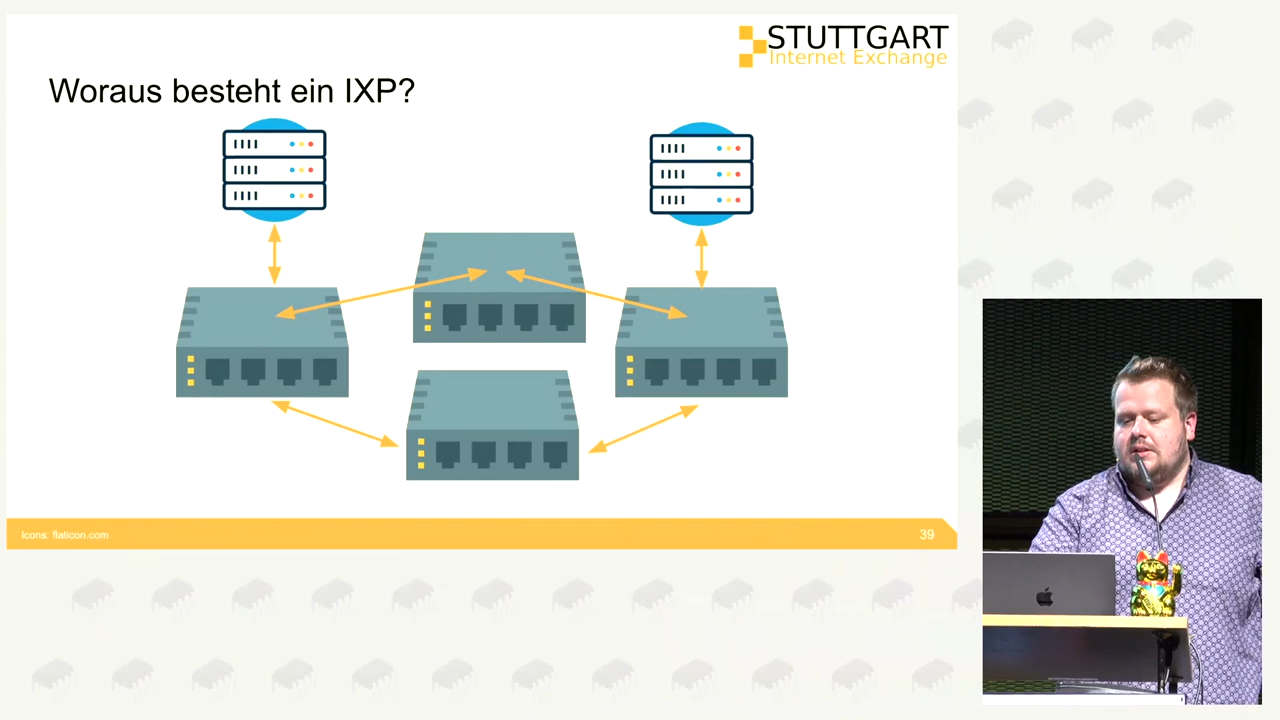 STUTTGART
Internet Exchange
Woraus besteht ein IXP?
Icons: flaticon.com
39